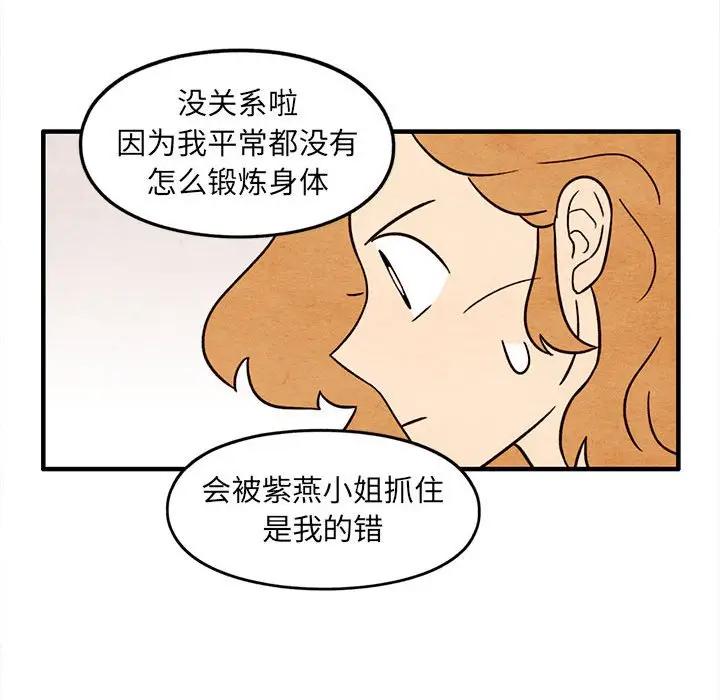 没关系啦
因为我平常都没有
怎么锻炼身体
会被紫燕小姐抓住
是我的错